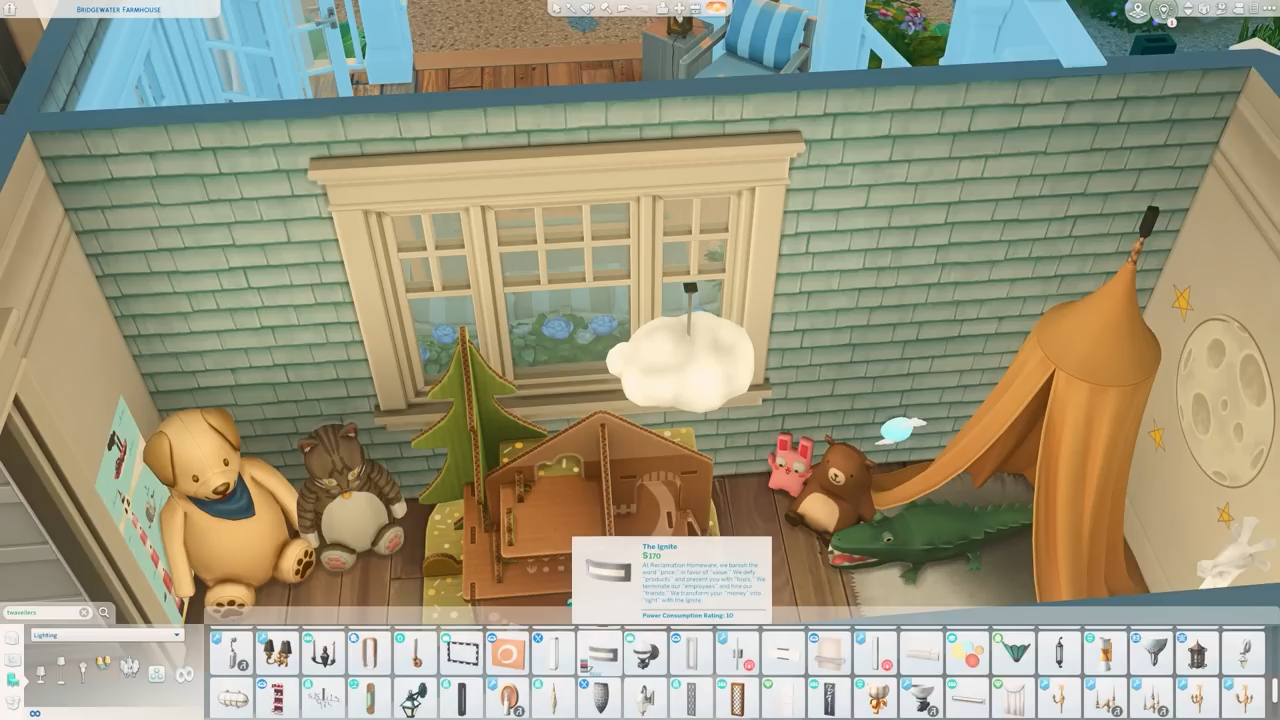 BRIDGEWATER FARMHOUSE
The Ignite
$170
At Reclamation Homeware, we banish the
word "price," in favor of "value." We defy
"products" and present you with "tools." We
terminate our "employees" and hire our
"friends." We transform your "money" into
"light" with the Ignite.
Power Consumption Rating: 10
twavellers
Lighting